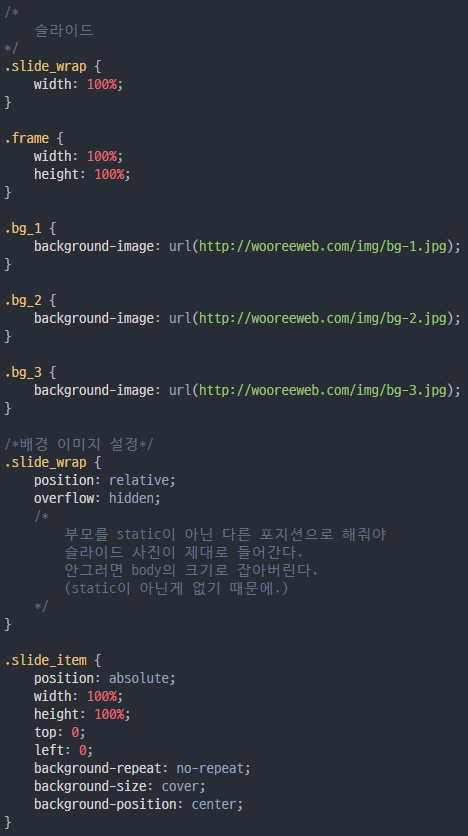 /*
    슬라이드
*/
.slide_wrap {
    width: 100%;
}

.frame {
    width: 100%;
    height: 100%;
}

.bg_1 {
    background-image: url(http://wooreeweb.com/img/bg-1.jpg);
}

.bg_2 {
    background-image: url(http://wooreeweb.com/img/bg-2.jpg);
}

.bg_3 {
    background-image: url(http://wooreeweb.com/img/bg-3.jpg);
}

/*배경 이미지 설정*/
.slide_wrap {
    position: relative;
    overflow: hidden;
    /*
        부모를 static이 아닌 다른 포지션으로 해줘야
        슬라이드 사진이 제대로 들어간다.
        안그러면 body의 크기로 잡아버린다.
        (static이 아닌게 없기 때문에.)
    */
}

.slide_item {
    position: absolute;
    width: 100%;
    height: 100%;
    top: 0;
    left: 0;
    background-repeat: no-repeat;
    background-size: cover;
    background-position: center;
}